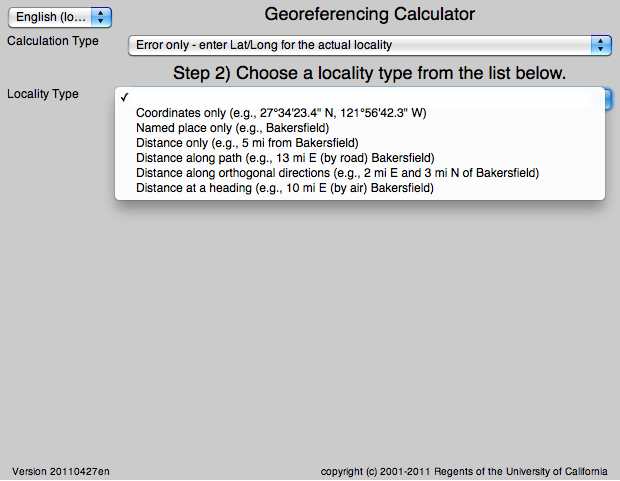 English (lo...
Georeferencing Calculator
Calculation Type
Error only - enter Lat/Long for the actual locality
Step 2) Choose a locality type from the list below.
Locality Type
✓
Coordinates only (e.g., 27°34'23.4" N, 121°56'42.3" W)
Named place only (e.g., Bakersfield)
Distance only (e.g., 5 mi from Bakersfield)
Distance along path (e.g., 13 mi E (by road) Bakersfield)
Distance along orthogonal directions (e.g., 2 mi E and 3 mi N of Bakersfield)
Distance at a heading (e.g., 10 mi E (by air) Bakersfield)
Version 20110427en
copyright (c) 2001-2011 Regents of the University of California